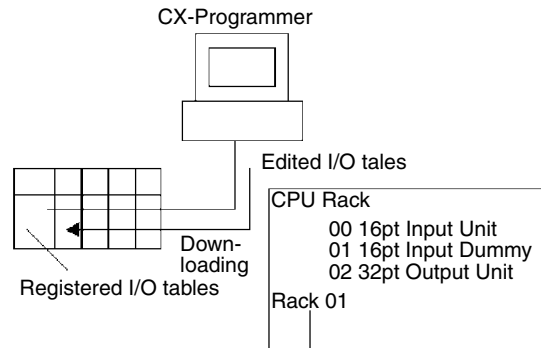 CX-Programmer
Edited I/O tales
CPU Rack
00 16pt Input Unit
01 16pt Input Dummy
02 32pt Output Unit
Rack 01
Down-
loading
Registered I/O tables